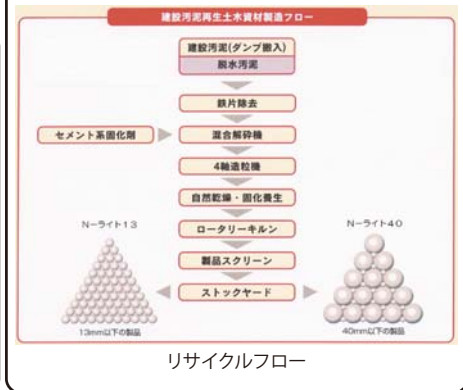 建設汚泥再生土木資材製造フロー
建設汚泥(ダンプ搬入)
脱水汚泥
鉄片除去
セメント系固化剤
混合解砕機
4軸造粒機
自然乾燥・固化養生
N−ライト13
ロータリーキルン
N−ライト40
製品スクリーン
ストックヤード
13mm以下の製品
40mm以下の製品
リサイクルフロー